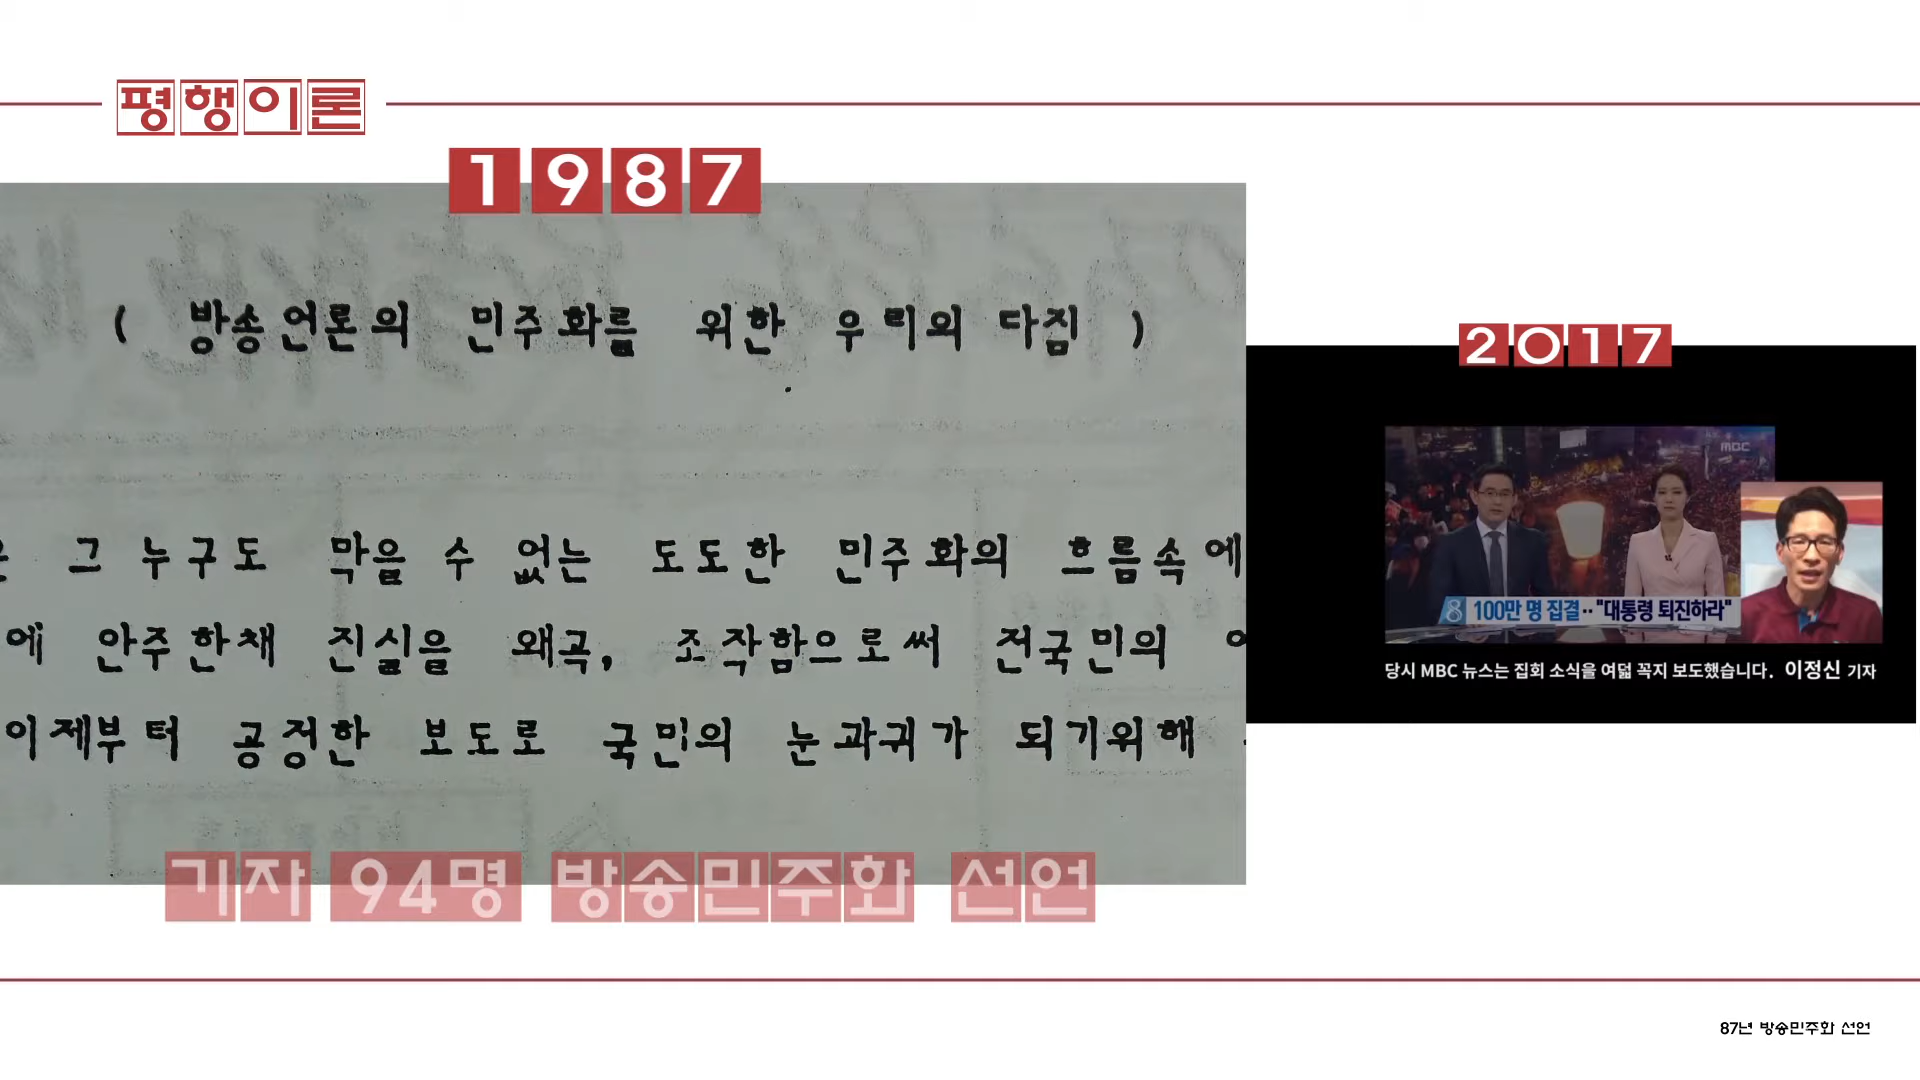 평행이론
1987
( 방송언론의 민주화를 위한 우리의 다짐 )
그 누구도 막을 수 없는 도도한 민주화의 흐름속에
에 안주한채 진실을 왜곡, 조작함으로써 전국민의
이제부터 공정한 보도로 국민의 눈과귀가 되기위해
기자 94명 방송민주화 선언
2017
MBC
8 100만 명 집결··"대통령 퇴진하라"
당시 MBC 뉴스는 집회 소식을 여덟 꼭지 보도했습니다. 이정신 기자
87년 방송민주화 선언